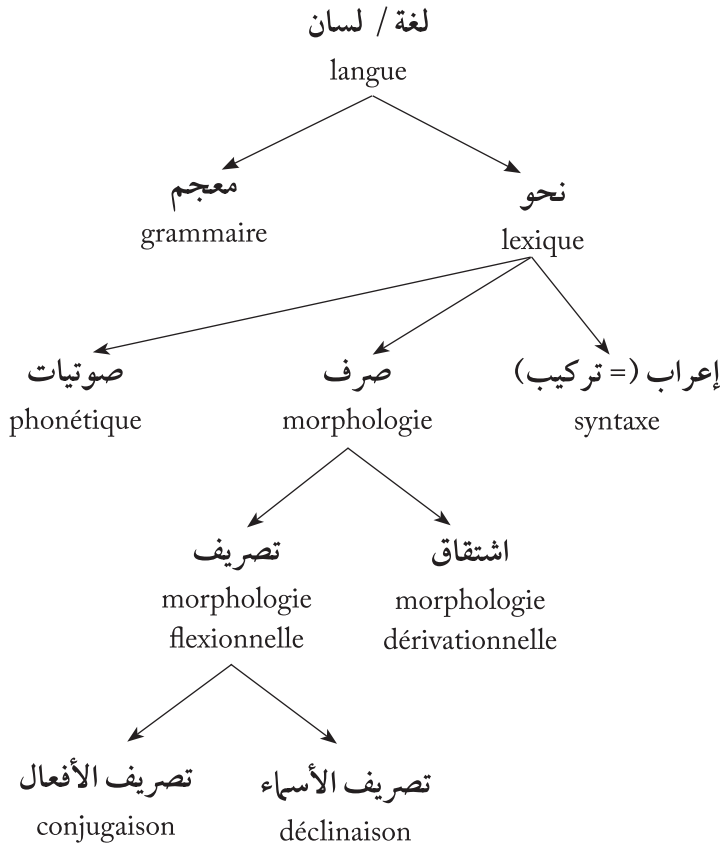 لغة / لسان
langue
معجم
grammaire
نحو
lexique
صوتيات
phonétique
صرف
morphologie
إعراب (= تركيب)
syntaxe
تصريف
morphologie
flexionnelle
اشتقاق
morphologie
dérivationnelle
تصريف الأفعال
conjugaison
تصريف الأسماء
déclinaison